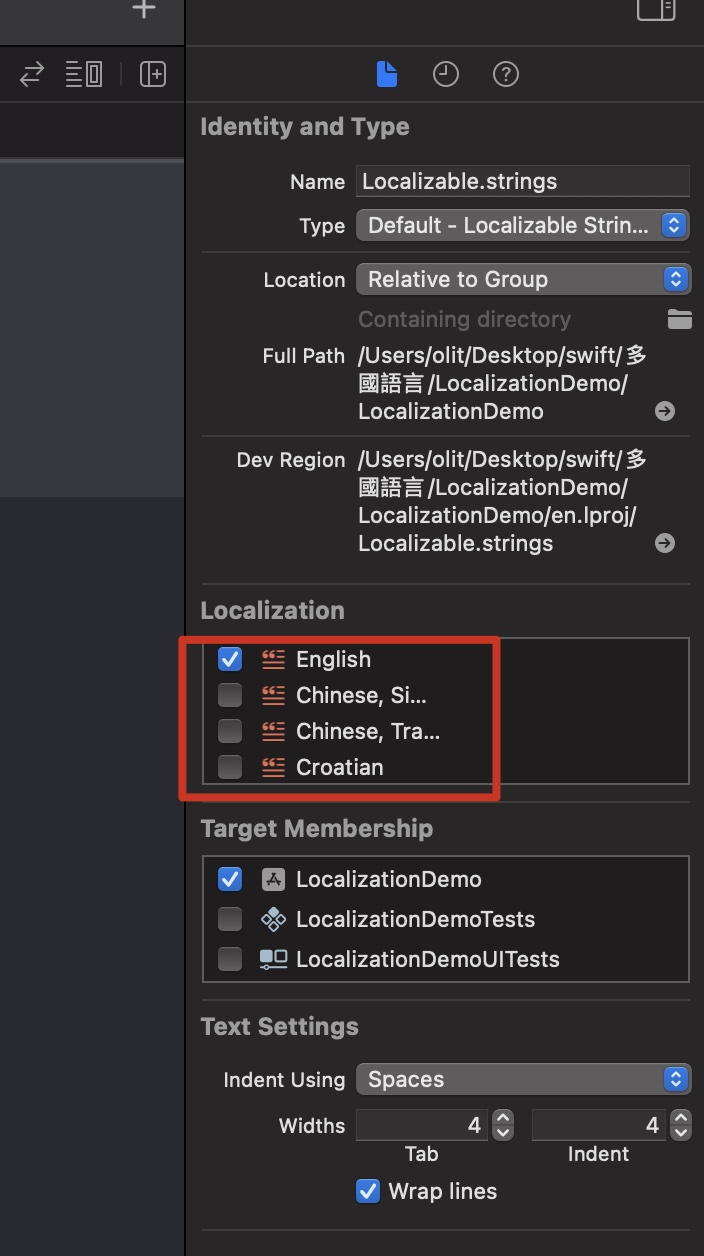 Identity and Type
Name Localizable.strings
Type Default - Localizable Strin...
Location Relative to Group
Containing directory
Full Path /Users/olit/Desktop/swift/多
國語言/LocalizationDemo/
LocalizationDemo
Dev Region /Users/olit/Desktop/swift/多
國語言/LocalizationDemo/
LocalizationDemo/en.lproj/
Localizable.strings
Localization
English
Chinese, Si...
Chinese, Tra...
Croatian
Target Membership
LocalizationDemo
LocalizationDemoTests
LocalizationDemoUITests
Text Settings
Indent Using Spaces
Widths 4 4
Tab Indent
Wrap lines